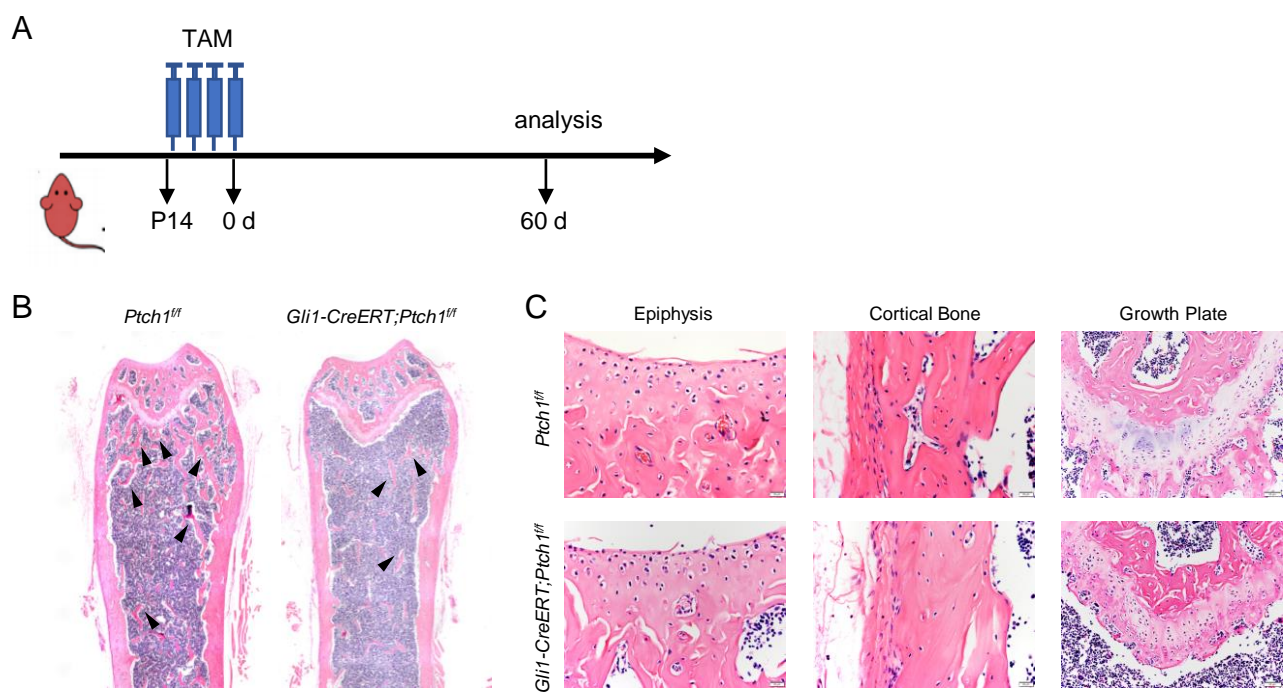 A
TAM
analysis
P14
0 d
60 d
B
Ptch1f/f
Gli1-CreERT;Ptch1f/f
C
Epiphysis
Cortical Bone
Growth Plate
Ptch1f/f
Gli1-CreERT;Ptch1f/f